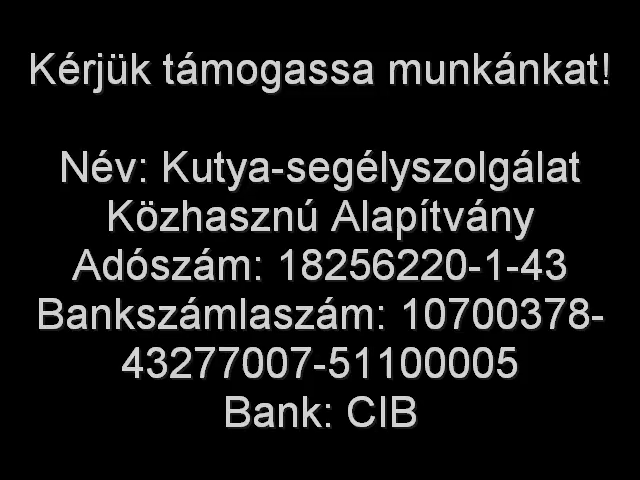 Kérjük támogassa munkánkat!
Név: Kutya-segélyszolgálat
Közhasznú Alapítvány
Adószám: 18256220-1-43
Bankszámlaszám: 10700378-
43277007-51100005
Bank: CIB